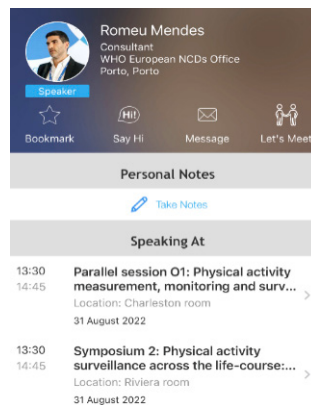 Romeu Mendes
Consultant
WHO European NCDs Office
Porto, Porto
Speaker
Bookmark
Hi!
Say Hi
Message
Let's Meet
Personal Notes
Take Notes
Speaking At
13:30
14:45
Parallel session O1: Physical activity
measurement, monitoring and surv...
Location: Charleston room
31 August 2022
13:30
14:45
Symposium 2: Physical activity
surveillance across the life-course:...
Location: Riviera room
31 August 2022